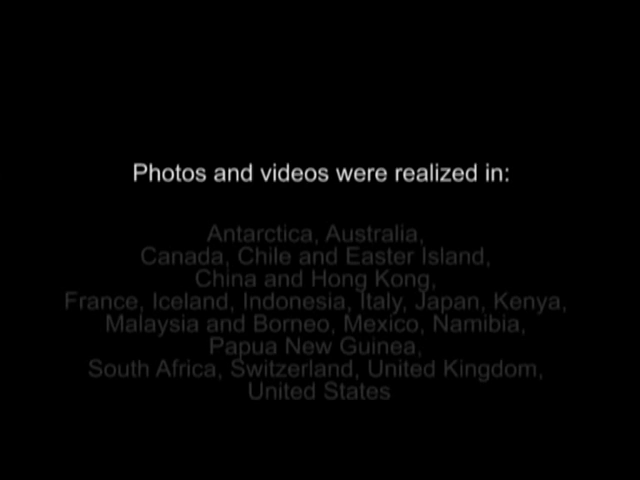 Photos and videos were realized in:
Antarctica, Australia,
Canada, Chile and Easter Island,
China and Hong Kong,
France, Iceland, Indonesia, Italy, Japan, Kenya,
Malaysia and Borneo, Mexico, Namibia,
Papua New Guinea,
South Africa, Switzerland, United Kingdom,
United States